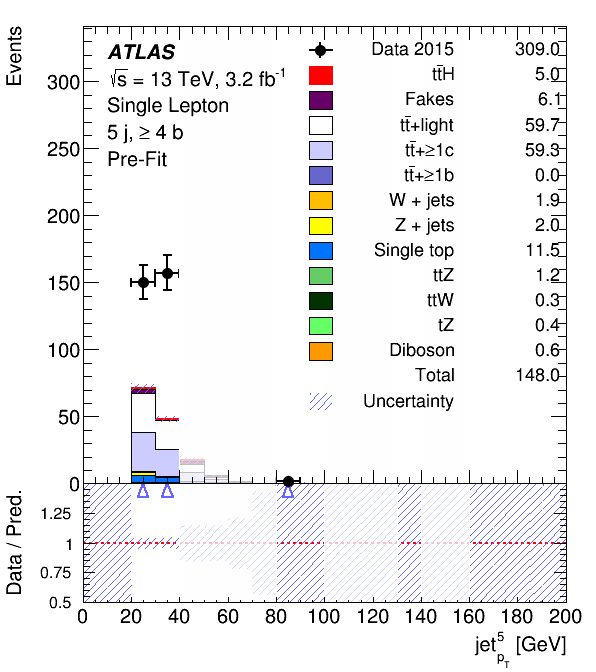 Events
ATLAS
√s = 13 TeV, 3.2 fb⁻¹
Single Lepton
5 j, ≥ 4 b
Pre-Fit
Data 2015 309.0
tt̄H 5.0
Fakes 6.1
tt̄+light 59.7
tt̄+≥1c 59.3
tt̄+≥1b 0.0
W + jets 1.9
Z + jets 2.0
Single top 11.5
ttZ 1.2
ttW 0.3
tZ 0.4
Diboson 0.6
Total 148.0
Uncertainty
300
250
200
150
100
50
0
Data / Pred.
1.25
1
0.75
0.5
0 20 40 60 80 100 120 140 160 180 200
jet⁵_pT [GeV]